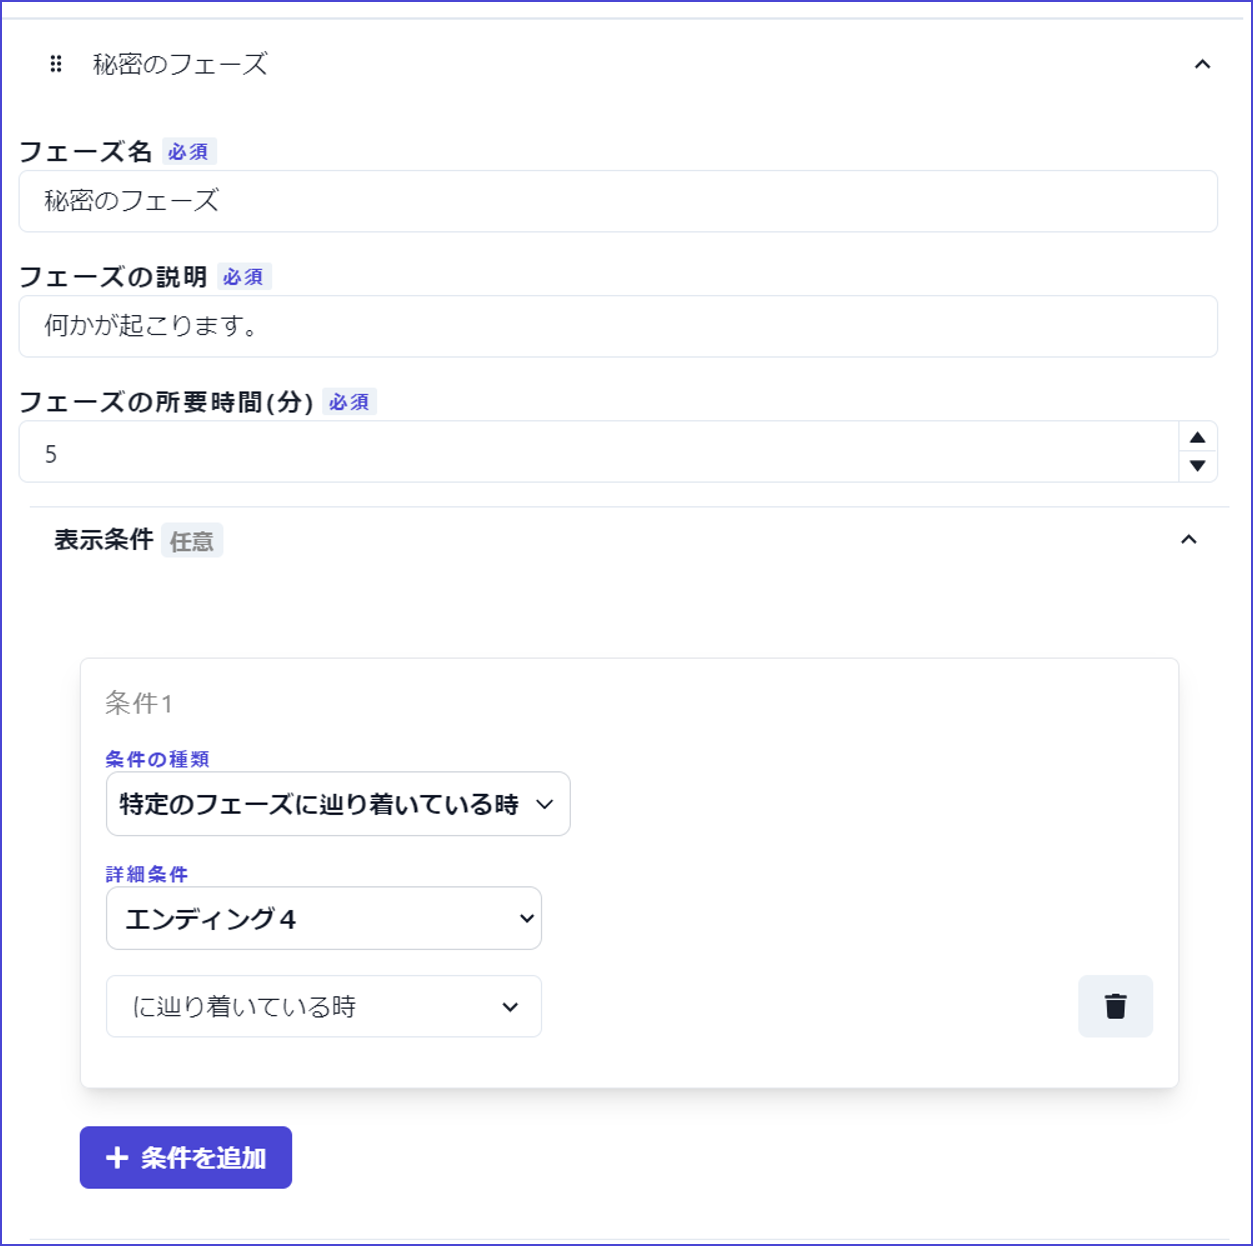 秘密のフェーズ
フェーズ名 必須
秘密のフェーズ
フェーズの説明 必須
何かが起こります。
フェーズの所要時間(分) 必須
5
表示条件 任意
条件1
条件の種類
特定のフェーズに辿り着いている時
詳細条件
エンディング４
に辿り着いている時
+ 条件を追加